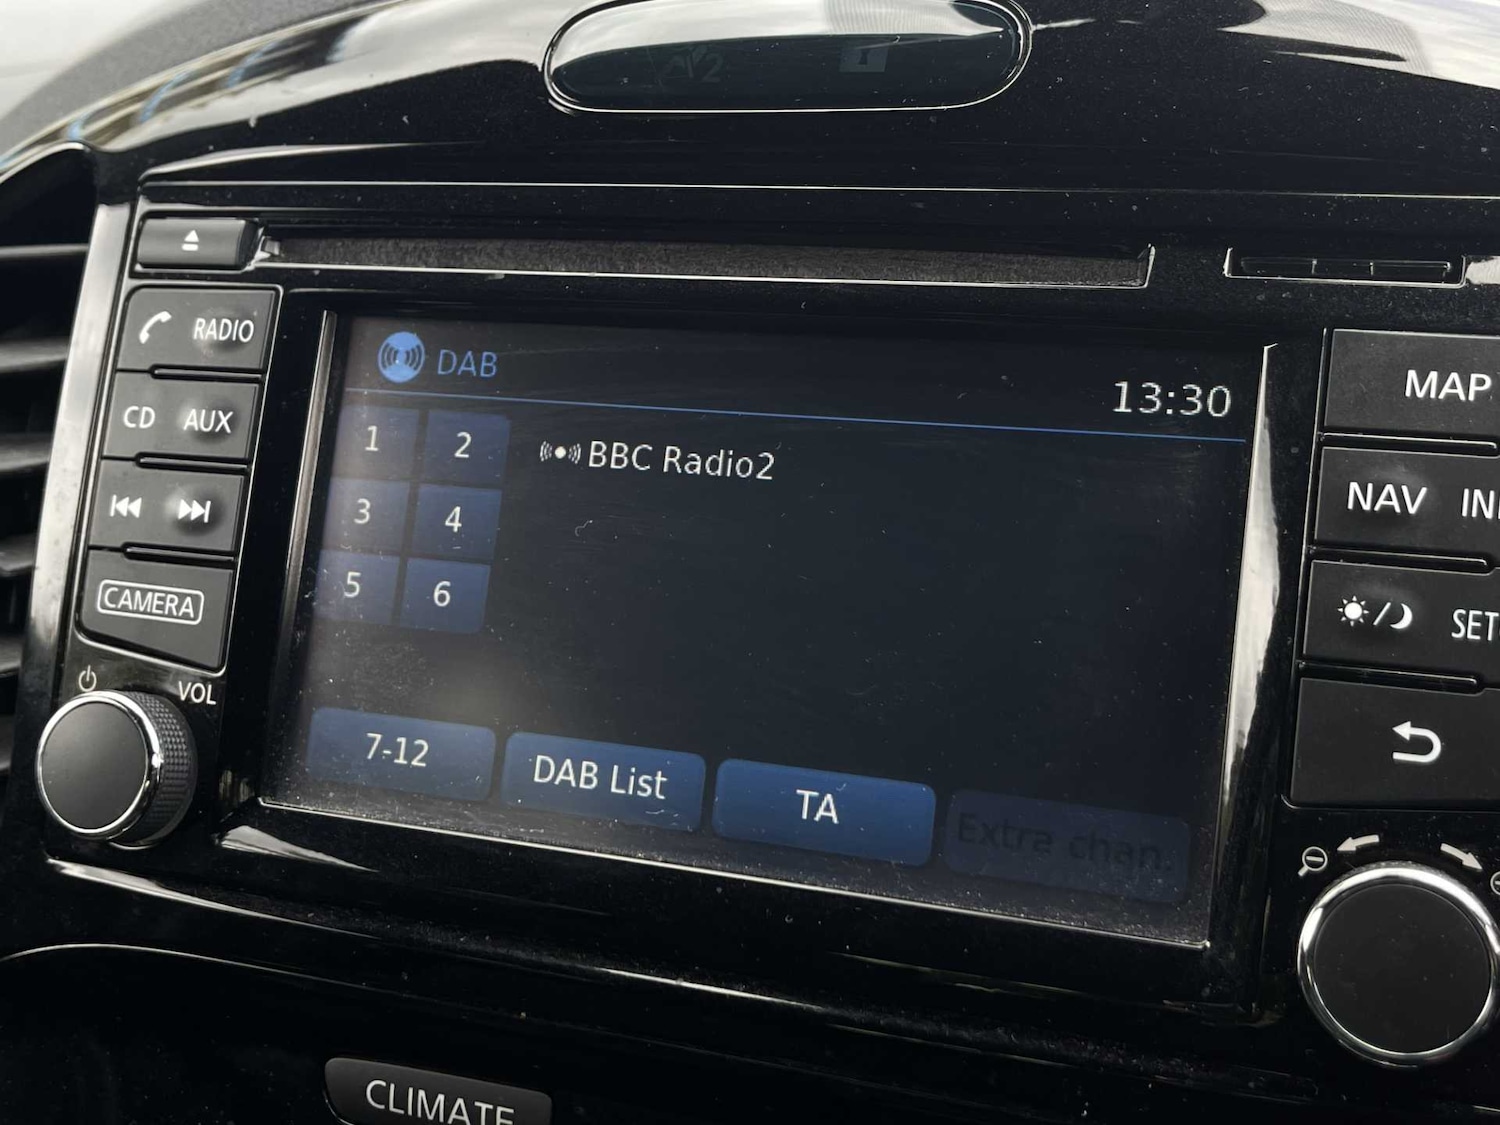 RADIO
CD AUX
CAMERA
VOL
DAB
13:30
1 2
3 4
5 6
BBC Radio2
7-12
DAB List
TA
Extra chan.
MAP
NAV
CLIMATE